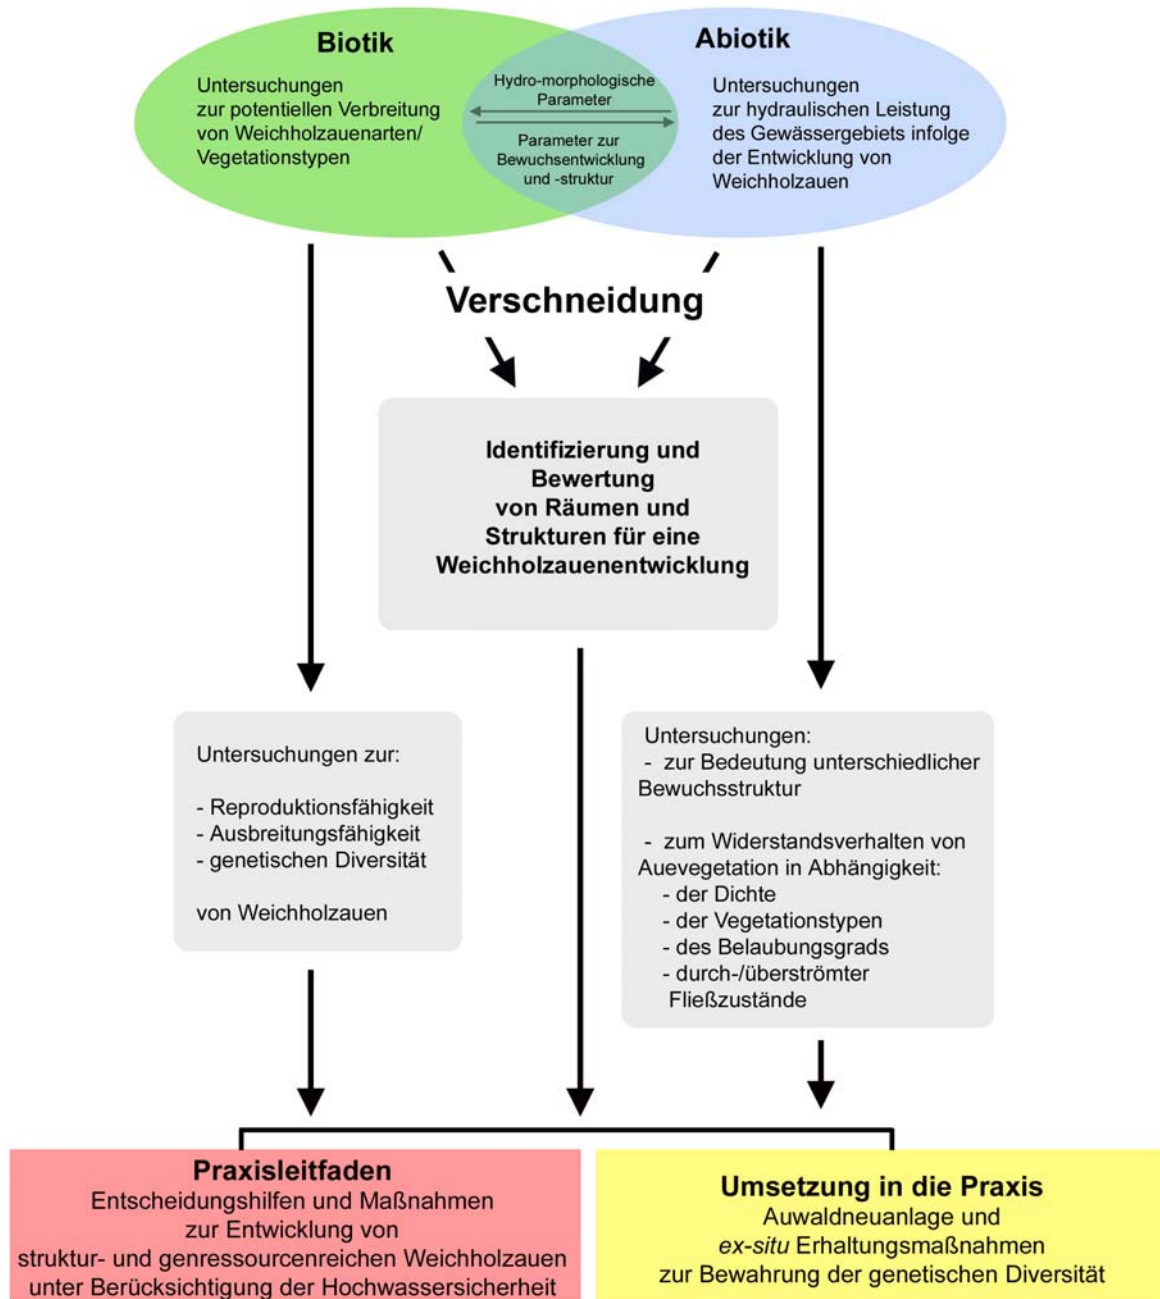 Biotik
Untersuchungen
zur potentiellen Verbreitung
von Weichholzauenarten/
Vegetationstypen
Hydro-morphologische
Parameter
Parameter zur
Bewuchsentwicklung
und -struktur
Abiotik
Untersuchungen
zur hydraulischen Leistung
des Gewässergebiets infolge
der Entwicklung von
Weichholzauen
Verschneidung
Identifizierung und
Bewertung
von Räumen und
Strukturen für eine
Weichholzauenentwicklung
Untersuchungen zur:
- Reproduktionsfähigkeit
- Ausbreitungsfähigkeit
- genetischen Diversität
von Weichholzauen
Untersuchungen:
- zur Bedeutung unterschiedlicher
Bewuchsstruktur
- zum Widerstandsverhalten von
Auevegetation in Abhängigkeit:
- der Dichte
- der Vegetationstypen
- des Belaubungsgrads
- durch-/überströmter
Fließzustände
Praxisleitfaden
Entscheidungshilfen und Maßnahmen
zur Entwicklung von
struktur- und genressourcenreichen Weichholzauen
unter Berücksichtigung der Hochwassersicherheit
Umsetzung in die Praxis
Auwaldneuanlage und
ex-situ Erhaltungsmaßnahmen
zur Bewahrung der genetischen Diversität